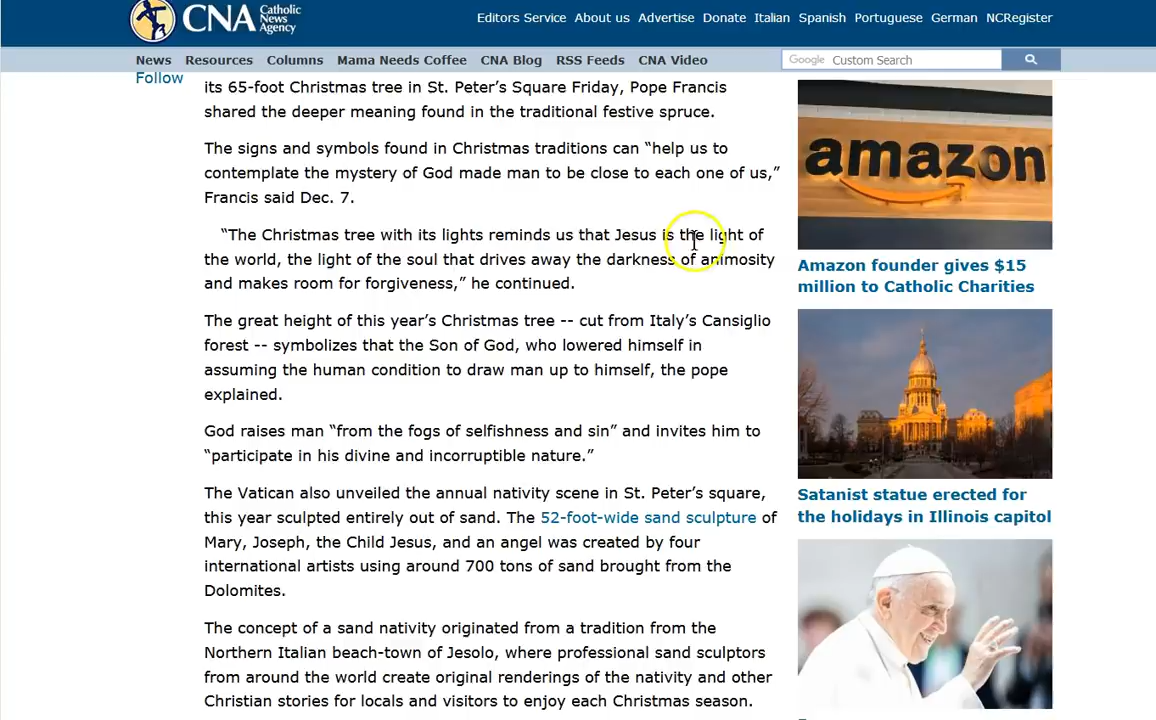 CNA Catholic
News
Agency
Editors Service About us Advertise Donate Italian Spanish Portuguese German NCRegister
News Resources Columns Mama Needs Coffee CNA Blog RSS Feeds CNA Video
Google Custom Search
Follow
its 65-foot Christmas tree in St. Peter’s Square Friday, Pope Francis
shared the deeper meaning found in the traditional festive spruce.
The signs and symbols found in Christmas traditions can “help us to
contemplate the mystery of God made man to be close to each one of us,”
Francis said Dec. 7.
“The Christmas tree with its lights reminds us that Jesus is the light of
the world, the light of the soul that drives away the darkness of animosity
and makes room for forgiveness,” he continued.
The great height of this year’s Christmas tree -- cut from Italy’s Cansiglio
forest -- symbolizes that the Son of God, who lowered himself in
assuming the human condition to draw man up to himself, the pope
explained.
God raises man “from the fogs of selfishness and sin” and invites him to
“participate in his divine and incorruptible nature.”
The Vatican also unveiled the annual nativity scene in St. Peter’s square,
this year sculpted entirely out of sand. The 52-foot-wide sand sculpture of
Mary, Joseph, the Child Jesus, and an angel was created by four
international artists using around 700 tons of sand brought from the
Dolomites.
The concept of a sand nativity originated from a tradition from the
Northern Italian beach-town of Jesolo, where professional sand sculptors
from around the world create original renderings of the nativity and other
Christian stories for locals and visitors to enjoy each Christmas season.
amazon
Amazon founder gives $15
million to Catholic Charities
Satanist statue erected for
the holidays in Illinois capitol